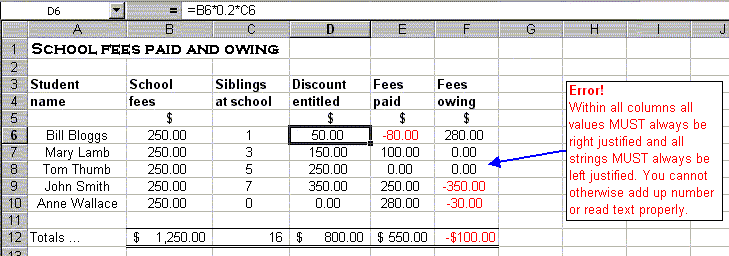 D6 = =B6*0.2*C6
A B C D E F G H I J
1 SCHOOL FEES PAID AND OWING
2
3 Student School Siblings Discount Fees Fees
4 name fees at school entitled paid owing
5 $ $ $ $
6 Bill Bloggs 250.00 1 50.00 -80.00 280.00
7 Mary Lamb 250.00 3 150.00 100.00 0.00
8 Tom Thumb 250.00 5 250.00 0.00 0.00
9 John Smith 250.00 7 350.00 250.00 -350.00
10 Anne Wallace 250.00 0 0.00 280.00 -30.00
11
12 Totals ... $ 1,250.00 16 $ 800.00 $ 550.00 -$100.00
13
Error!
Within all columns all
values MUST always be
right justified and all
strings MUST always be
left justified. You cannot
otherwise add up number
or read text properly.